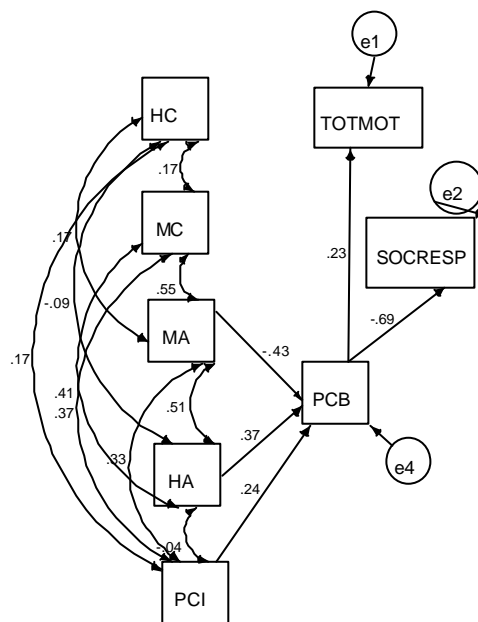 e1
HC
TOTMOT
.17
e2
MC
.17
SOCRESP
.23
-.09
.55
MA
-.69
-.43
.17
PCB
.41
.51
.37
.37
HA
.33
e4
.24
-.04
PCI